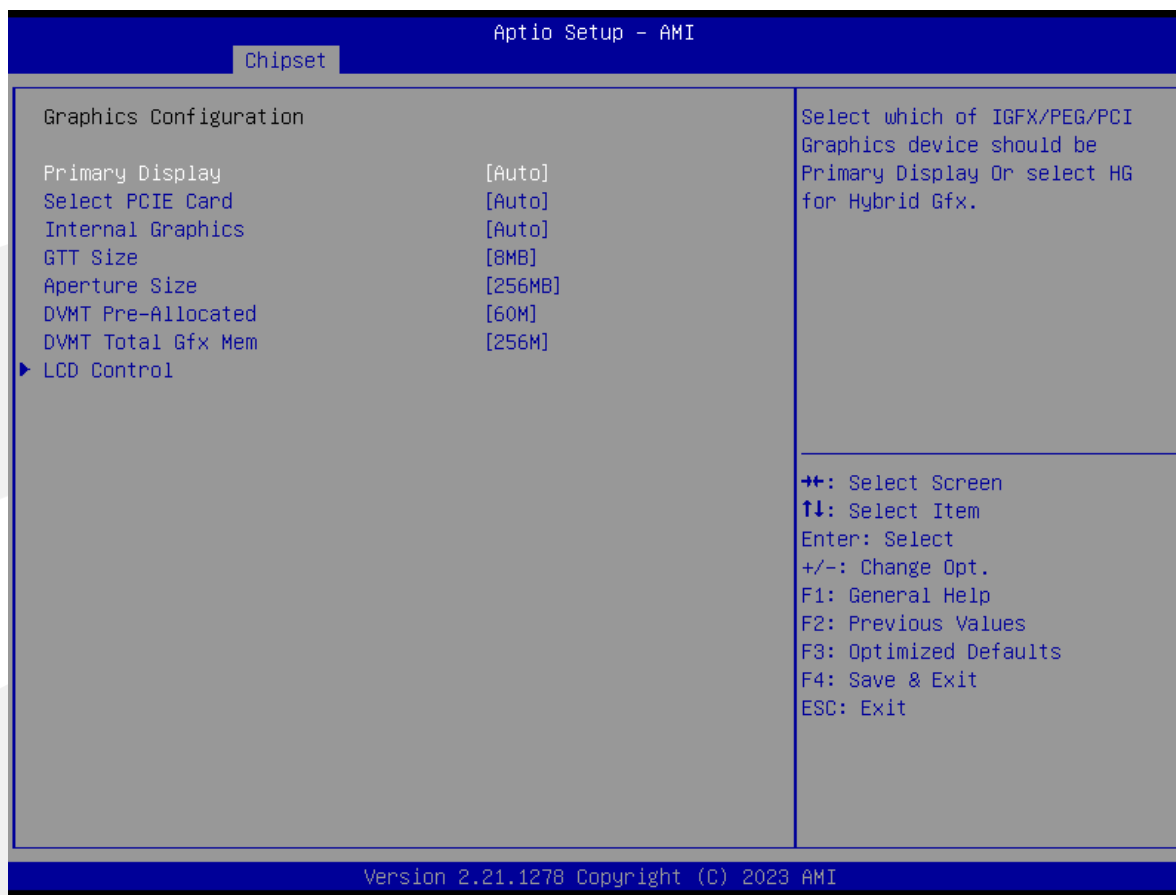 Aptio Setup – AMI
Chipset
Graphics Configuration
Primary Display [Auto]
Select PCIE Card [Auto]
Internal Graphics [Auto]
GTT Size [8MB]
Aperture Size [256MB]
DVMT Pre-Allocated [60M]
DVMT Total Gfx Mem [256M]
▶ LCD Control
Select which of IGFX/PEG/PCI
Graphics device should be
Primary Display Or select HG
for Hybrid Gfx.
→←: Select Screen
↑↓: Select Item
Enter: Select
+/-: Change Opt.
F1: General Help
F2: Previous Values
F3: Optimized Defaults
F4: Save & Exit
ESC: Exit
Version 2.21.1278 Copyright (C) 2023 AMI